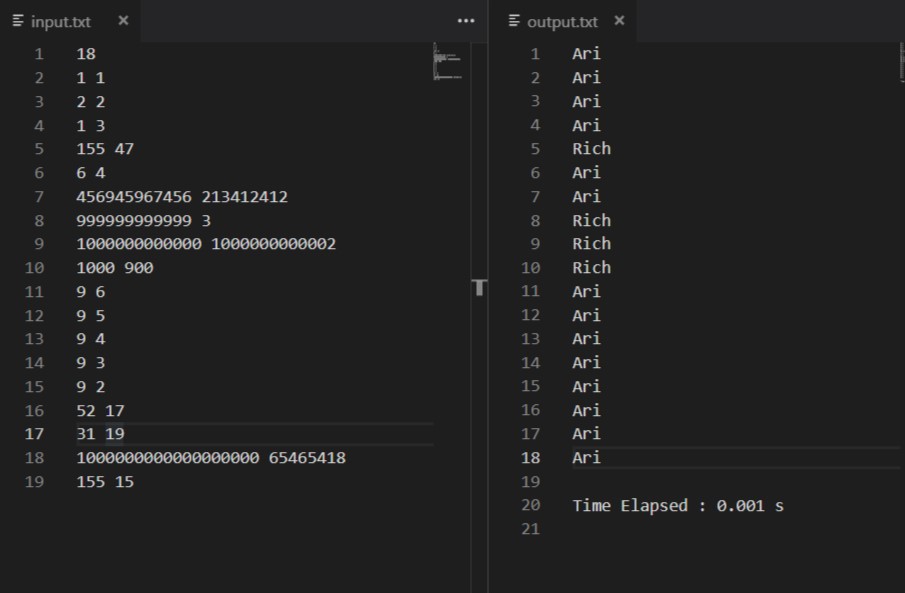 input.txt ×
1 18
2 1 1
3 2 2
4 1 3
5 155 47
6 6 4
7 456945967456 213412412
8 999999999999 3
9 1000000000000 1000000000002
10 1000 900
11 9 6
12 9 5
13 9 4
14 9 3
15 9 2
16 52 17
17 31 19
18 1000000000000000000 65465418
19 155 15
output.txt ×
1 Ari
2 Ari
3 Ari
4 Ari
5 Rich
6 Ari
7 Ari
8 Rich
9 Rich
10 Rich
11 Ari
12 Ari
13 Ari
14 Ari
15 Ari
16 Ari
17 Ari
18 Ari
19
20 Time Elapsed : 0.001 s
21